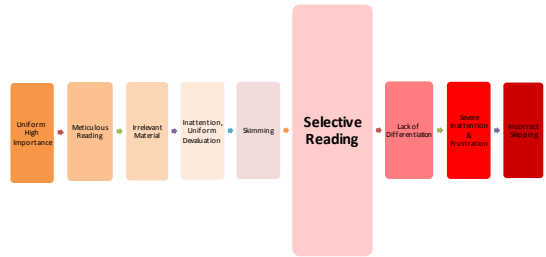 Uniform
High
Importance
Meticulous
Reading
Irrelevant
Material
Inattention,
Uniform
Devaluation
Skimming
Selective
Reading
Lack of
Differentiation
Severe
Inattention
&
Frustration
Incorrect
Skipping